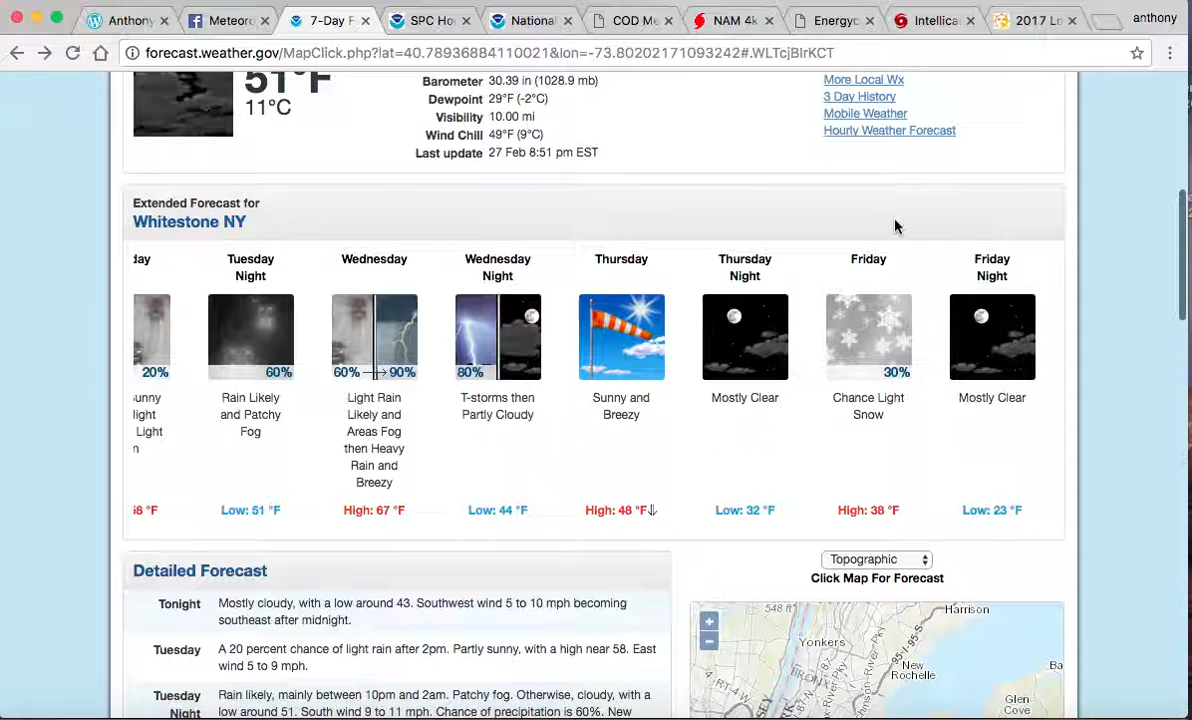 Anthony
Meteoro
7-Day F
SPC Ho
National
COD Me
NAM 4k
Energyc
Intellica
2017 Lo
anthony
forecast.weather.gov/MapClick.php?lat=40.78936884110021&lon=-73.80202171093242#.WLTcjBIrKCT
51°F
11°C
Barometer 30.39 in (1028.9 mb)
Dewpoint 29°F (-2°C)
Visibility 10.00 mi
Wind Chill 49°F (9°C)
Last update 27 Feb 8:51 pm EST
More Local Wx
3 Day History
Mobile Weather
Hourly Weather Forecast
Extended Forecast for
Whitestone NY
day
20%
unny
light
Light
n
58 °F
Tuesday
Night
60%
Rain Likely
and Patchy
Fog
Low: 51 °F
Wednesday
60% 90%
Light Rain
Likely and
Areas Fog
then Heavy
Rain and
Breezy
High: 67 °F
Wednesday
Night
80%
T-storms then
Partly Cloudy
Low: 44 °F
Thursday
Sunny and
Breezy
High: 48 °F
Thursday
Night
Mostly Clear
Low: 32 °F
Friday
30%
Chance Light
Snow
High: 38 °F
Friday
Night
Mostly Clear
Low: 23 °F
Detailed Forecast
Tonight
Mostly cloudy, with a low around 43. Southwest wind 5 to 10 mph becoming
southeast after midnight.
Tuesday
A 20 percent chance of light rain after 2pm. Partly sunny, with a high near 58. East
wind 5 to 9 mph.
Tuesday
Night
Rain likely, mainly between 10pm and 2am. Patchy fog. Otherwise, cloudy, with a
low around 51. South wind 9 to 11 mph. Chance of precipitation is 60%. New
Topographic
Click Map For Forecast
+
−
548 ft
Harrison
Yonkers
New
Rochelle
Glen
Cove
I-95-S
Ba